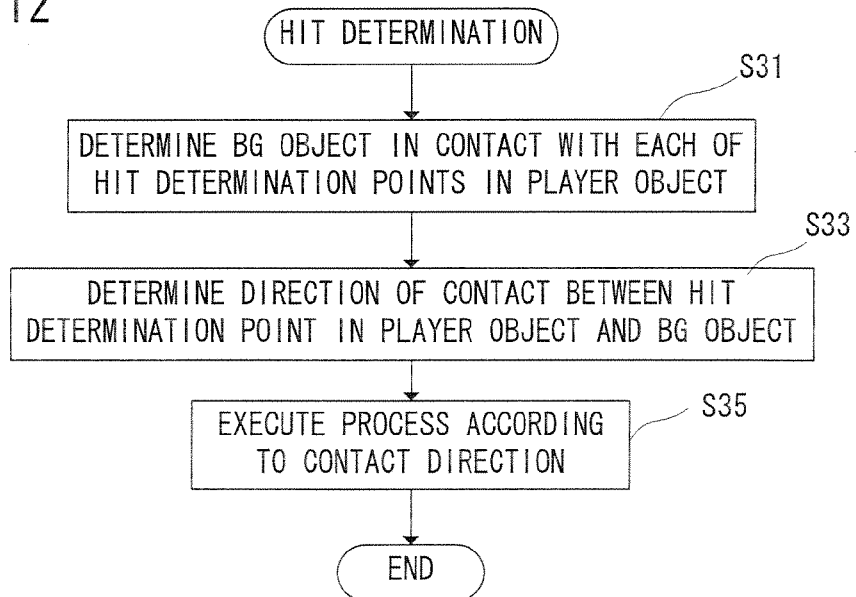 12
HIT DETERMINATION
S31
DETERMINE BG OBJECT IN CONTACT WITH EACH OF
HIT DETERMINATION POINTS IN PLAYER OBJECT
S33
DETERMINE DIRECTION OF CONTACT BETWEEN HIT
DETERMINATION POINT IN PLAYER OBJECT AND BG OBJECT
S35
EXECUTE PROCESS ACCORDING
TO CONTACT DIRECTION
END